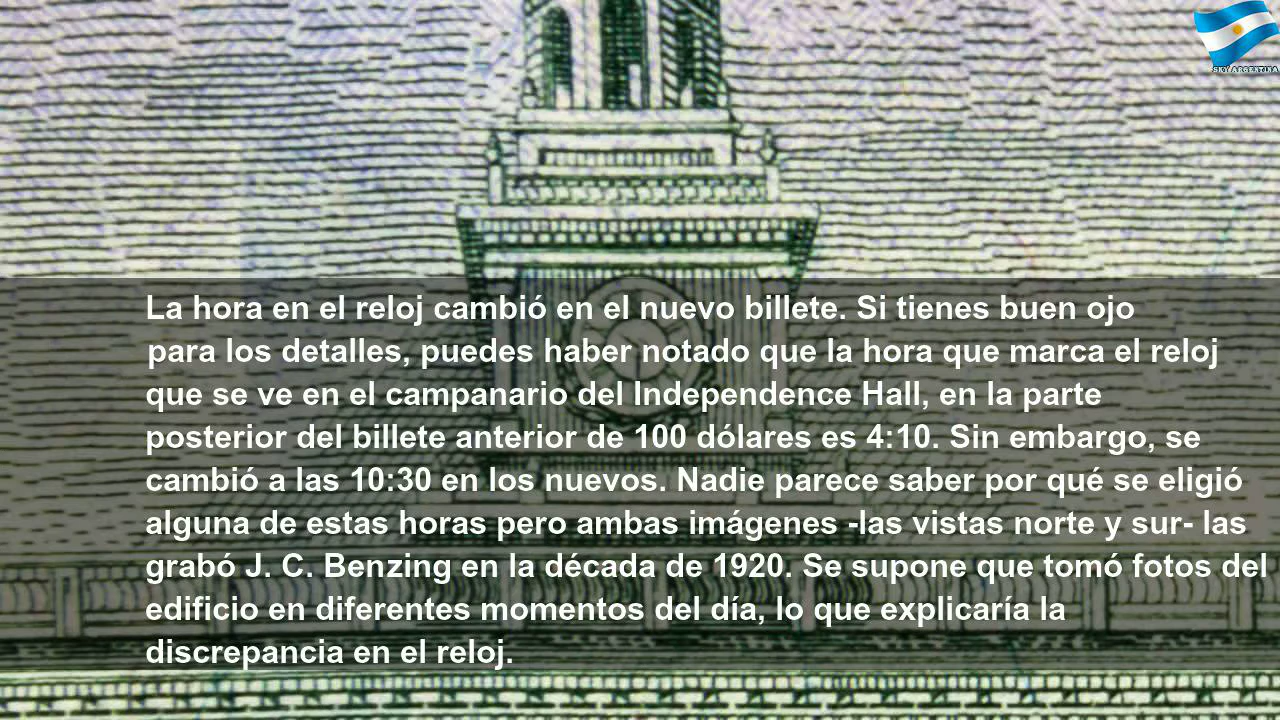 SKY ARGENTINA
La hora en el reloj cambió en el nuevo billete. Si tienes buen ojo
para los detalles, puedes haber notado que la hora que marca el reloj
que se ve en el campanario del Independence Hall, en la parte
posterior del billete anterior de 100 dólares es 4:10. Sin embargo, se
cambió a las 10:30 en los nuevos. Nadie parece saber por qué se eligió
alguna de estas horas pero ambas imágenes -las vistas norte y sur- las
grabó J. C. Benzing en la década de 1920. Se supone que tomó fotos del
edificio en diferentes momentos del día, lo que explicaría la
discrepancia en el reloj.